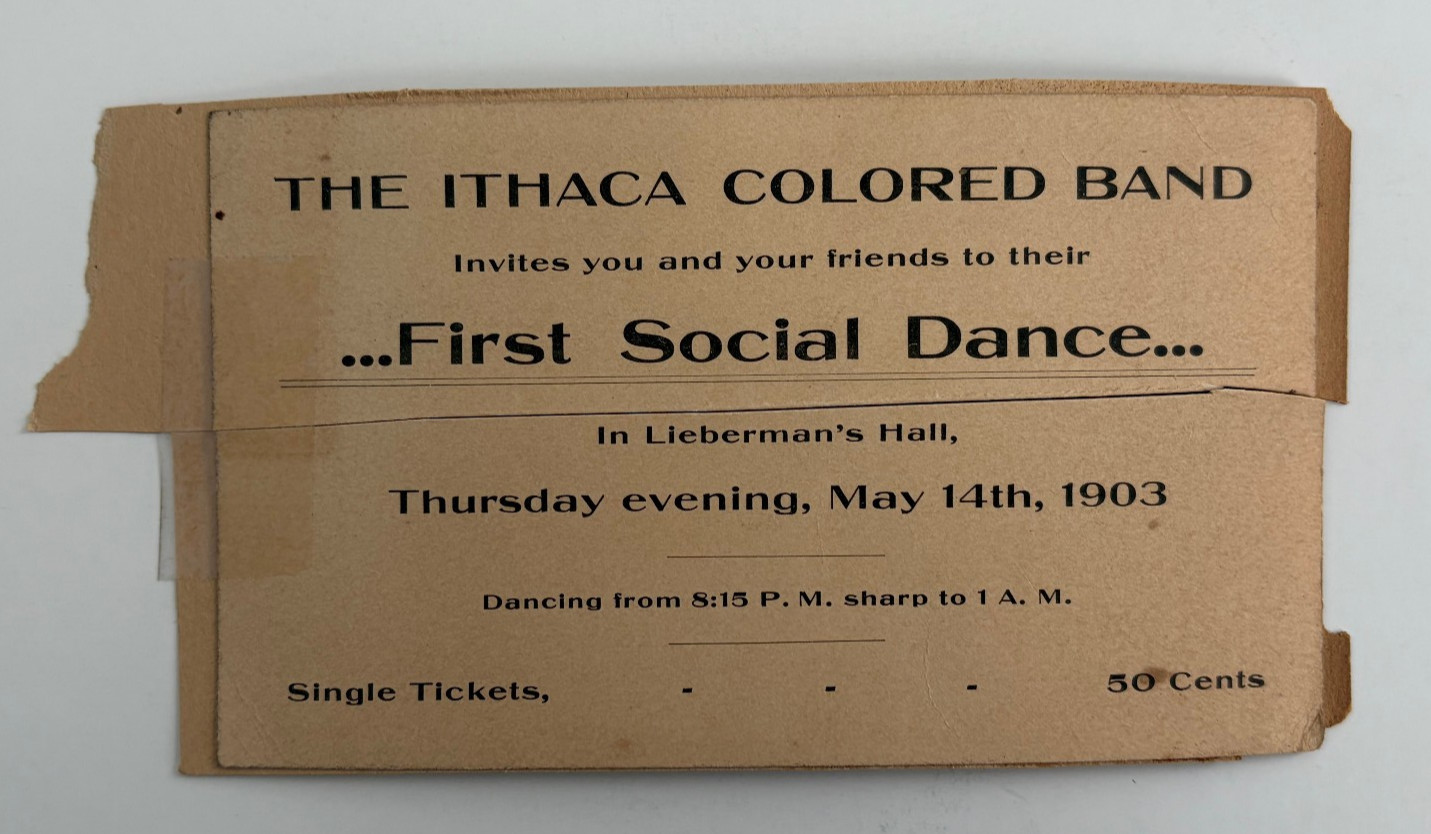 THE ITHACA COLORED BAND
Invites you and your friends to their
...First Social Dance...
In Lieberman's Hall,
Thursday evening, May 14th, 1903
Dancing from 8:15 P. M. sharp to 1 A. M.
Single Tickets, - - - 50 Cents